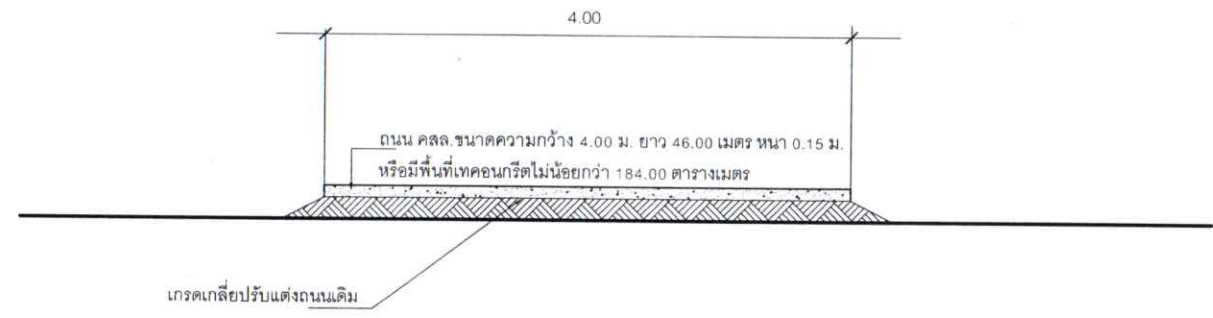 4.00
ถนน คสล.ขนาดความกว้าง 4.00 ม. ยาว 46.00 เมตร หนา 0.15 ม.
หรือมีพื้นที่เทคอนกรีตไม่น้อยกว่า 184.00 ตารางเมตร
เกรดเกลี่ยปรับแต่งถนนเดิม